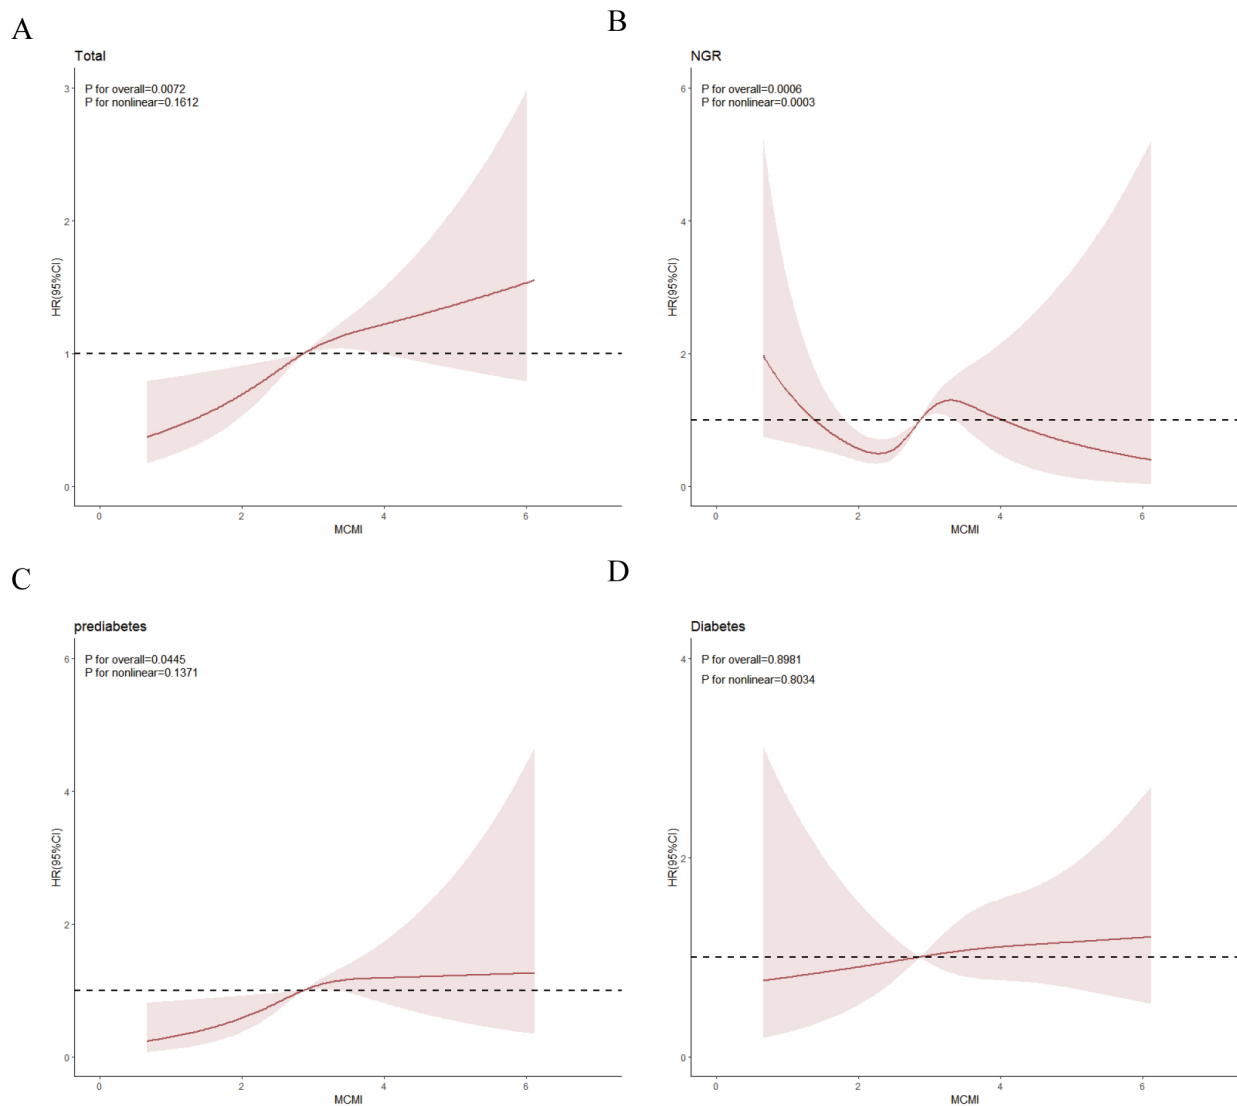 A
Total
P for overall=0.0072
P for nonlinear=0.1612
HR(95%CI)
3
2
1
0
0 2 4 6
MCMI
B
NGR
P for overall=0.0006
P for nonlinear=0.0003
HR(95%CI)
6
4
2
0
0 2 4 6
MCMI
C
prediabetes
P for overall=0.0445
P for nonlinear=0.1371
HR(95%CI)
6
4
2
0
0 2 4 6
MCMI
D
Diabetes
P for overall=0.8981
P for nonlinear=0.8034
HR(95%CI)
4
2
0
0 2 4 6
MCMI